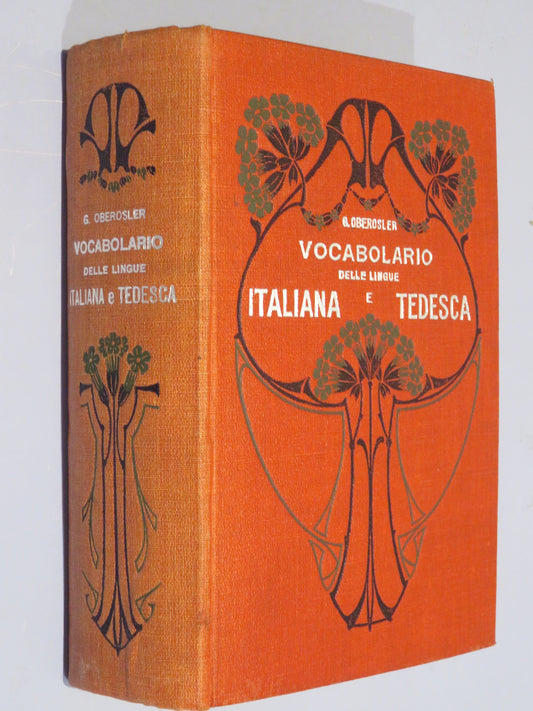 G. OBEROSLER
VOCABOLARIO
DELLE LINGUE
ITALIANA e TEDESCA
G. OBEROSLER
VOCABOLARIO
DELLE LINGUE
ITALIANA E TEDESCA